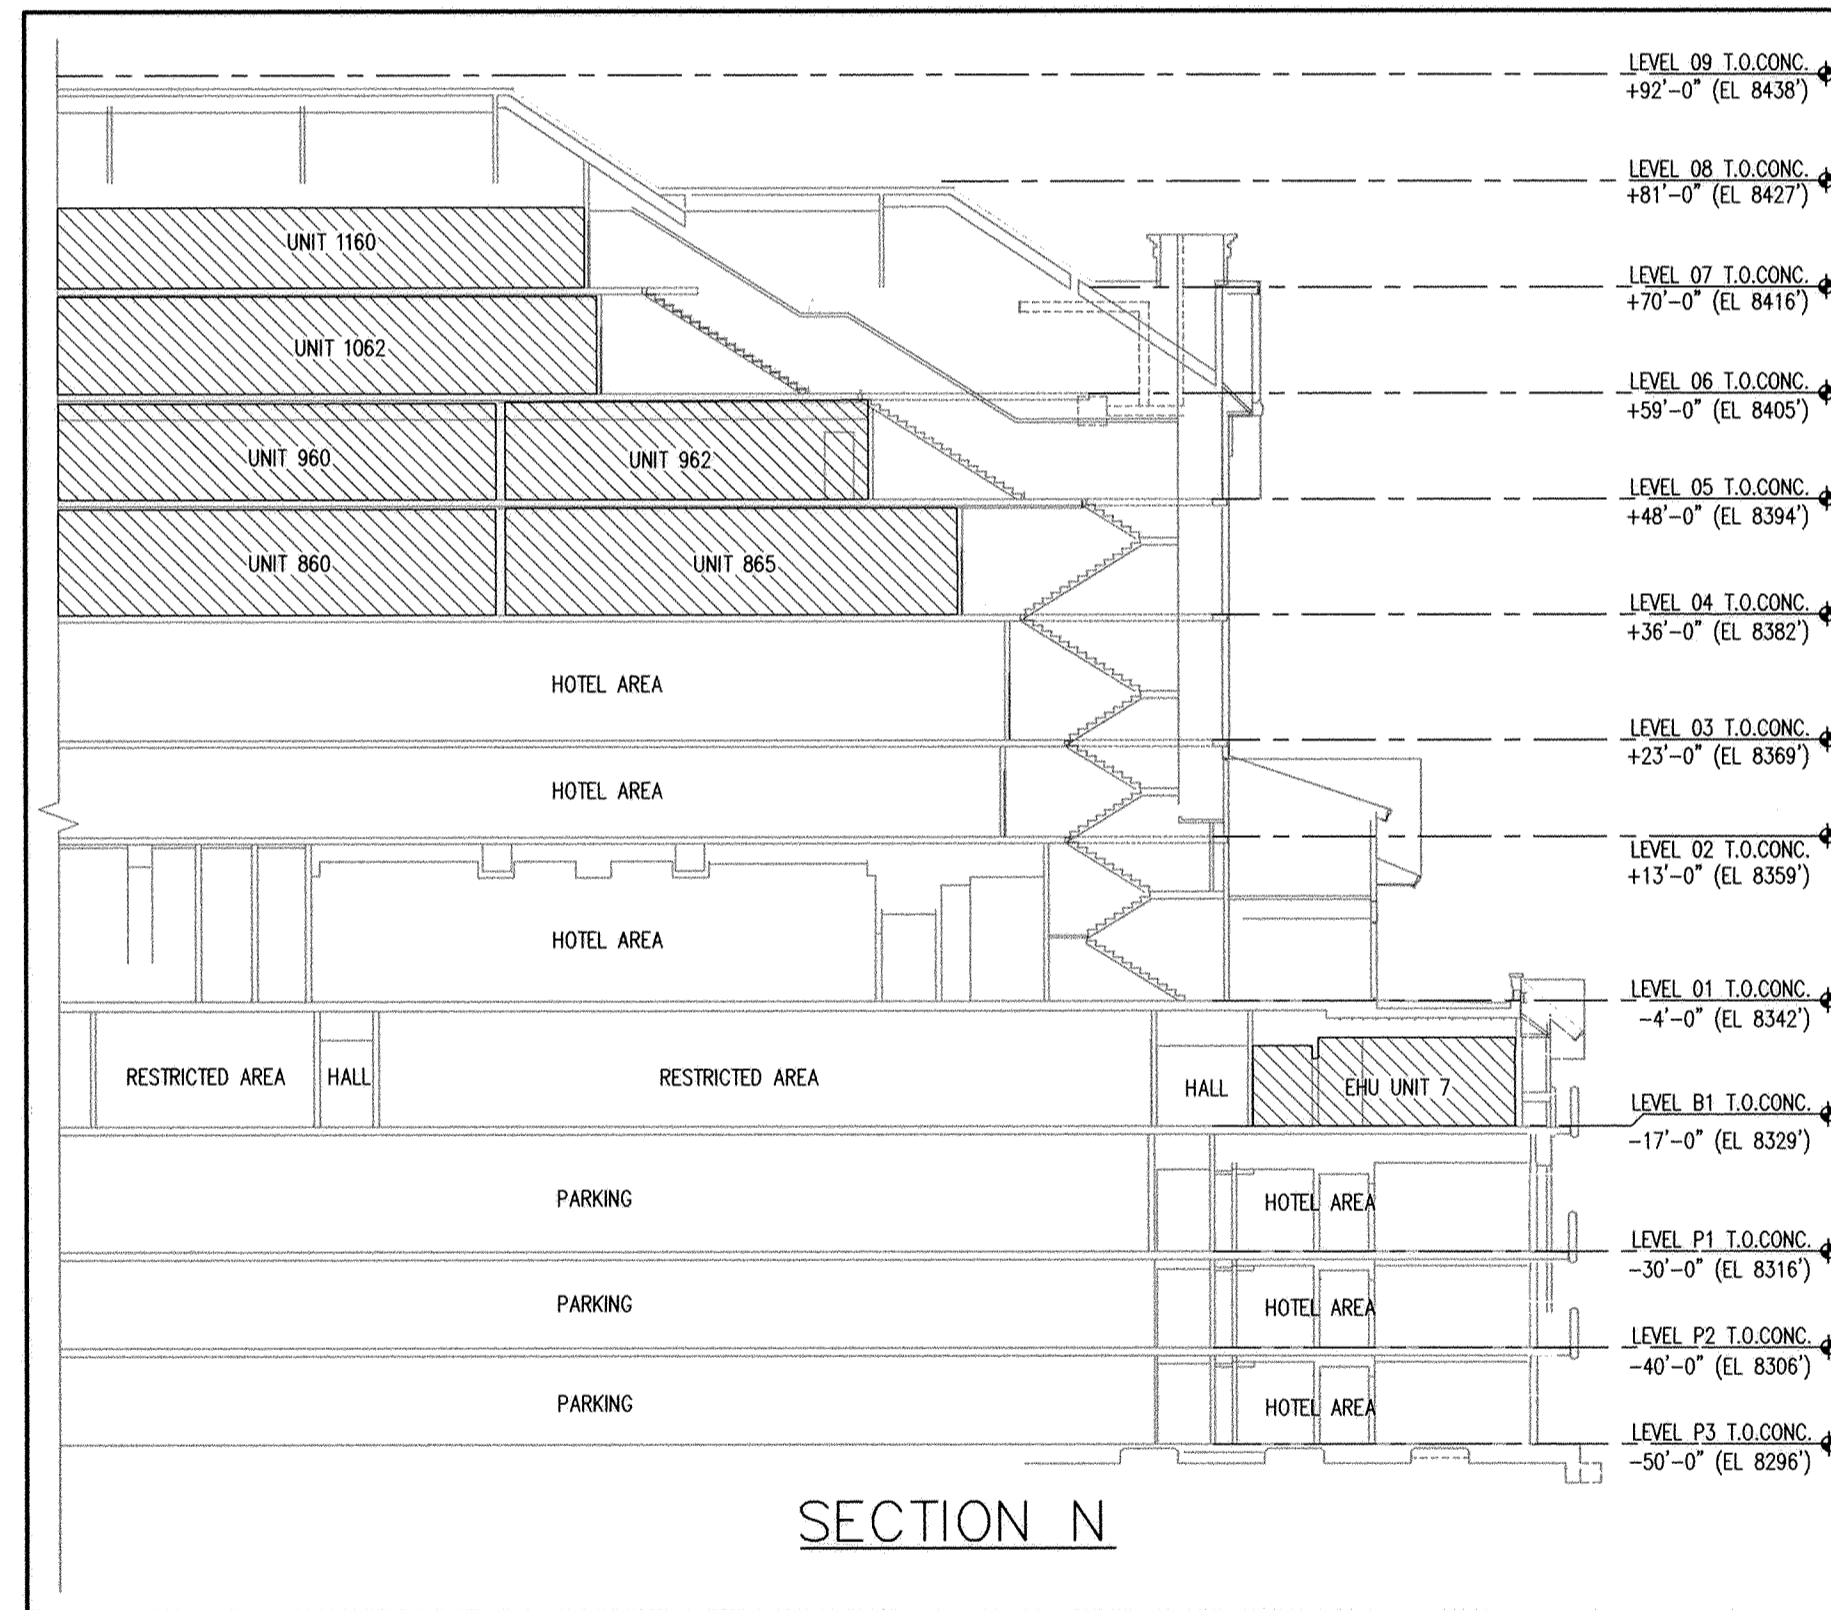 LEVEL 09 T.O.CONC.
+92'-0" (EL 8438')
LEVEL 08 T.O.CONC.
+81'-0" (EL 8427')
UNIT 1160
LEVEL 07 T.O.CONC.
+70'-0" (EL 8416')
UNIT 1062
LEVEL 06 T.O.CONC.
+59'-0" (EL 8405')
UNIT 960
UNIT 962
LEVEL 05 T.O.CONC.
+48'-0" (EL 8394')
UNIT 860
UNIT 865
LEVEL 04 T.O.CONC.
+36'-0" (EL 8382')
HOTEL AREA
LEVEL 03 T.O.CONC.
+23'-0" (EL 8369')
HOTEL AREA
LEVEL 02 T.O.CONC.
+13'-0" (EL 8359')
HOTEL AREA
LEVEL 01 T.O.CONC.
-4'-0" (EL 8342')
RESTRICTED AREA
HALL
RESTRICTED AREA
HALL
EHU UNIT 7
LEVEL B1 T.O.CONC.
-17'-0" (EL 8329')
PARKING
HOTEL AREA
LEVEL P1 T.O.CONC.
-30'-0" (EL 8316')
PARKING
HOTEL AREA
LEVEL P2 T.O.CONC.
-40'-0" (EL 8306')
PARKING
HOTEL AREA
LEVEL P3 T.O.CONC.
-50'-0" (EL 8296')
SECTION N